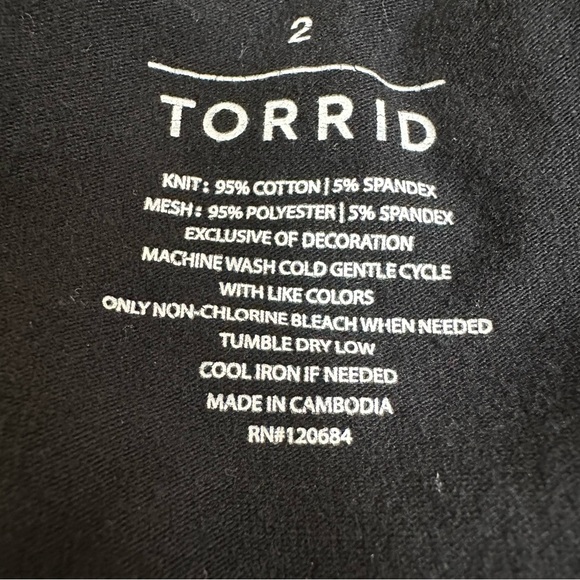 2
TORRID
KNIT: 95% COTTON | 5% SPANDEX
MESH: 95% POLYESTER | 5% SPANDEX
EXCLUSIVE OF DECORATION
MACHINE WASH COLD GENTLE CYCLE
WITH LIKE COLORS
ONLY NON-CHLORINE BLEACH WHEN NEEDED
TUMBLE DRY LOW
COOL IRON IF NEEDED
MADE IN CAMBODIA
RN#120684